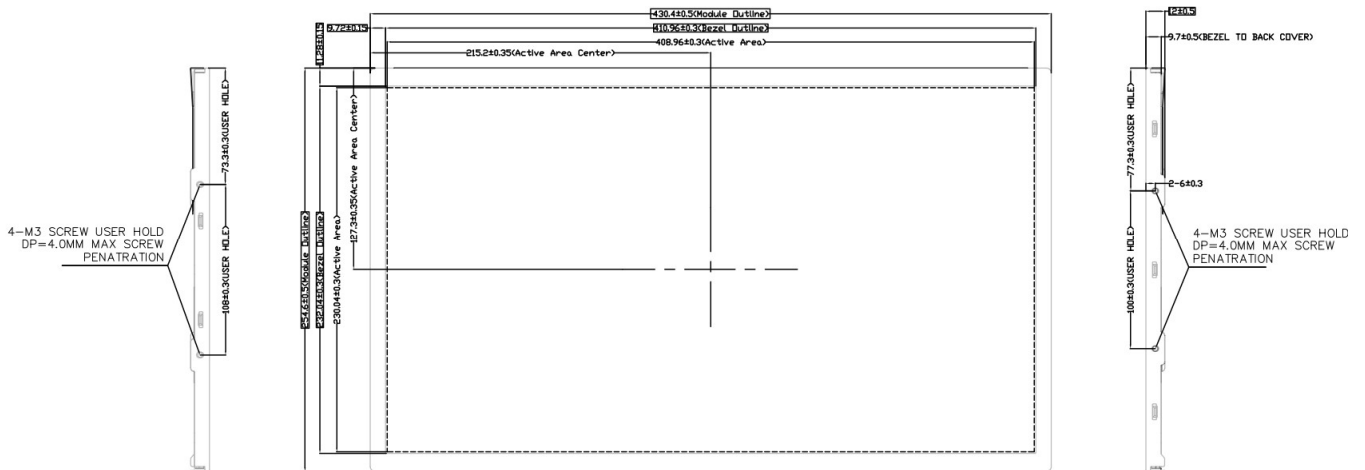 430.4±0.5(Module Outline)
12±0.5
9.72±0.15
410.96±0.3(Bezel Outline)
11.28±0.15
408.96±0.3(Active Area)
9.7±0.5(BEZEL TO BACK COVER)
215.2±0.35(Active Area Center)
73.3±0.3(USER HOLE)
127.3±0.35(Active Area Center)
77.3±0.3(USER HOLE)
2-6±0.3
4-M3 SCREW USER HOLD
DP=4.0MM MAX SCREW
PENATRATION
108±0.3(USER HOLE)
254.6±0.5(Module Outline)
232.04±0.3(Bezel Outline)
230.04±0.3(Active Area)
100±0.3(USER HOLE)
4-M3 SCREW USER HOLD
DP=4.0MM MAX SCREW
PENATRATION